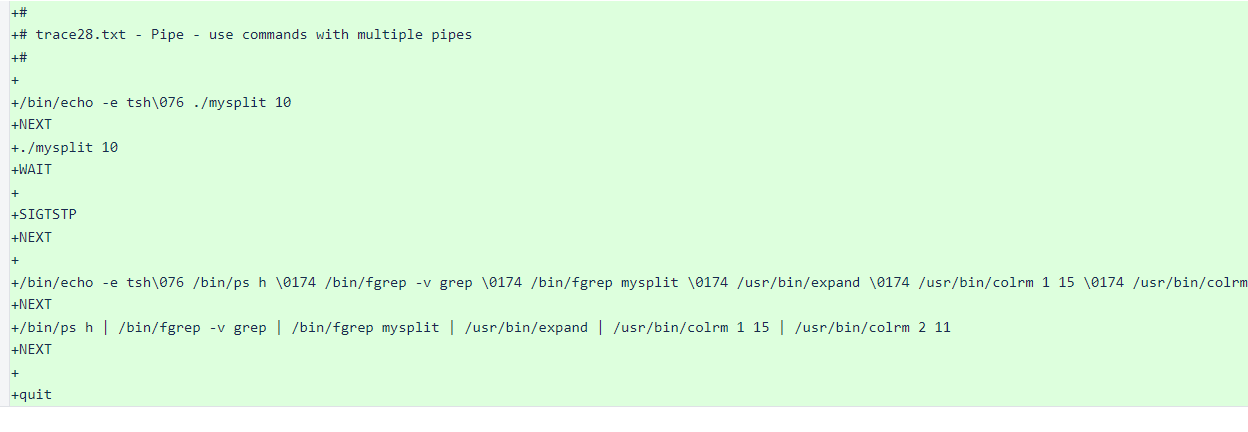 +#
+# trace28.txt - Pipe - use commands with multiple pipes
+#
+
+/bin/echo -e tsh\076 ./mysplit 10
+NEXT
+./mysplit 10
+WAIT
+
+SIGTSTP
+NEXT
+
+/bin/echo -e tsh\076 /bin/ps h \0174 /bin/fgrep -v grep \0174 /bin/fgrep mysplit \0174 /usr/bin/expand \0174 /usr/bin/colrm 1 15 \0174 /usr/bin/colrm
+NEXT
+/bin/ps h | /bin/fgrep -v grep | /bin/fgrep mysplit | /usr/bin/expand | /usr/bin/colrm 1 15 | /usr/bin/colrm 2 11
+NEXT
+
+quit